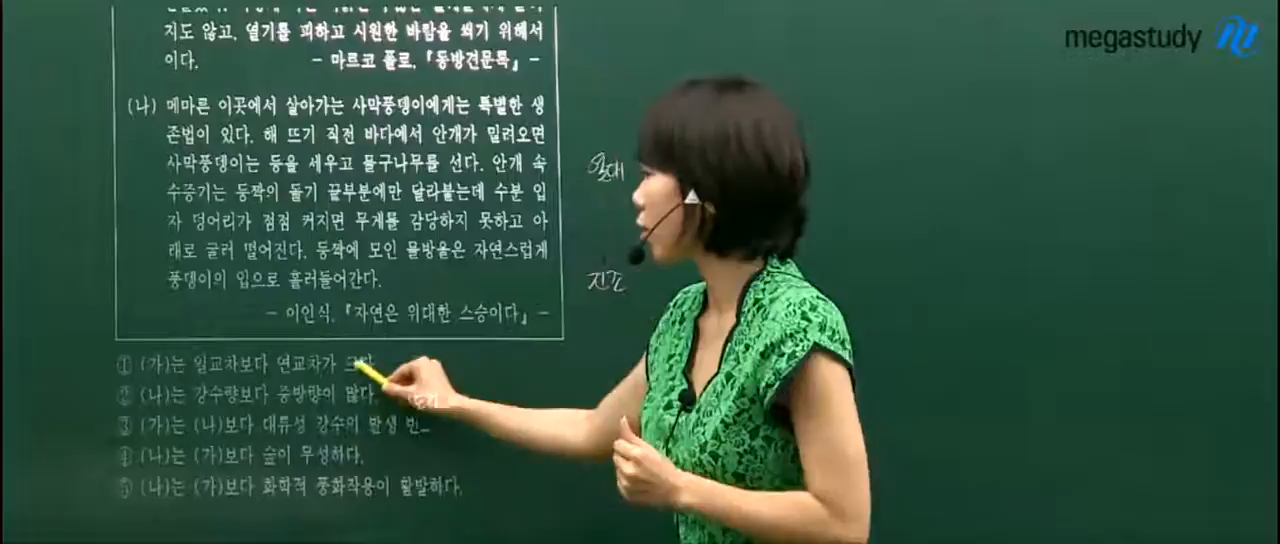 megastudy
지도 않고, 열기를 피하고 시원한 바람을 쐬기 위해서
이다.
- 마르코 폴로, 『동방견문록』 -
(나) 메마른 이곳에서 살아가는 사막풍뎅이에게는 특별한 생
존법이 있다. 해 뜨기 직전 바다에서 안개가 밀려오면
사막풍뎅이는 등을 세우고 물구나무를 선다. 안개 속
수증기는 등짝의 돌기 끝부분에만 달라붙는데 수분 입
자 덩어리가 점점 커지면 무게를 감당하지 못하고 아
래로 굴러 떨어진다. 등짝에 모인 물방울은 자연스럽게
풍뎅이의 입으로 흘러들어간다.
- 이인식, 『자연은 위대한 스승이다』 -
열대
건조
① (가)는 일교차보다 연교차가
② (나)는 강수량보다 증발량이 많다.
③ (가)는 (나)보다 대류성 강수의 발생 빈
④ (나)는 (가)보다 숲이 무성하다.
⑤ (나)는 (가)보다 화학적 풍화작용이 활발하다.